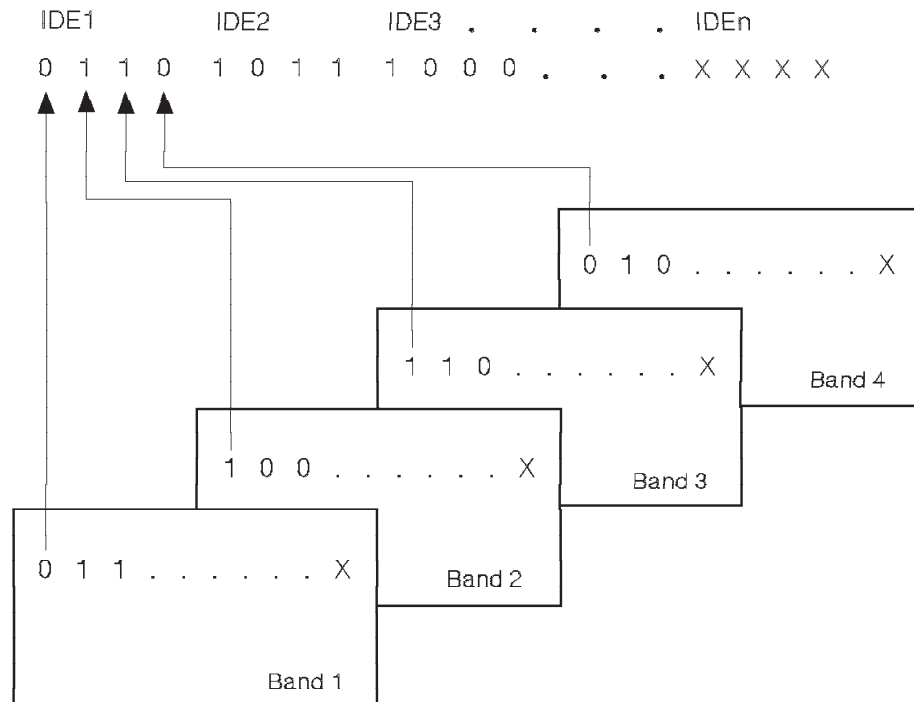 IDE1 IDE2 IDE3 . . . . IDEn
0 1 1 0 1 0 1 1 1 0 0 0 . . . X X X X
0 1 0 . . . . . . X
Band 4
1 1 0 . . . . . . X
Band 3
1 0 0 . . . . . . X
Band 2
0 1 1 . . . . . . X
Band 1